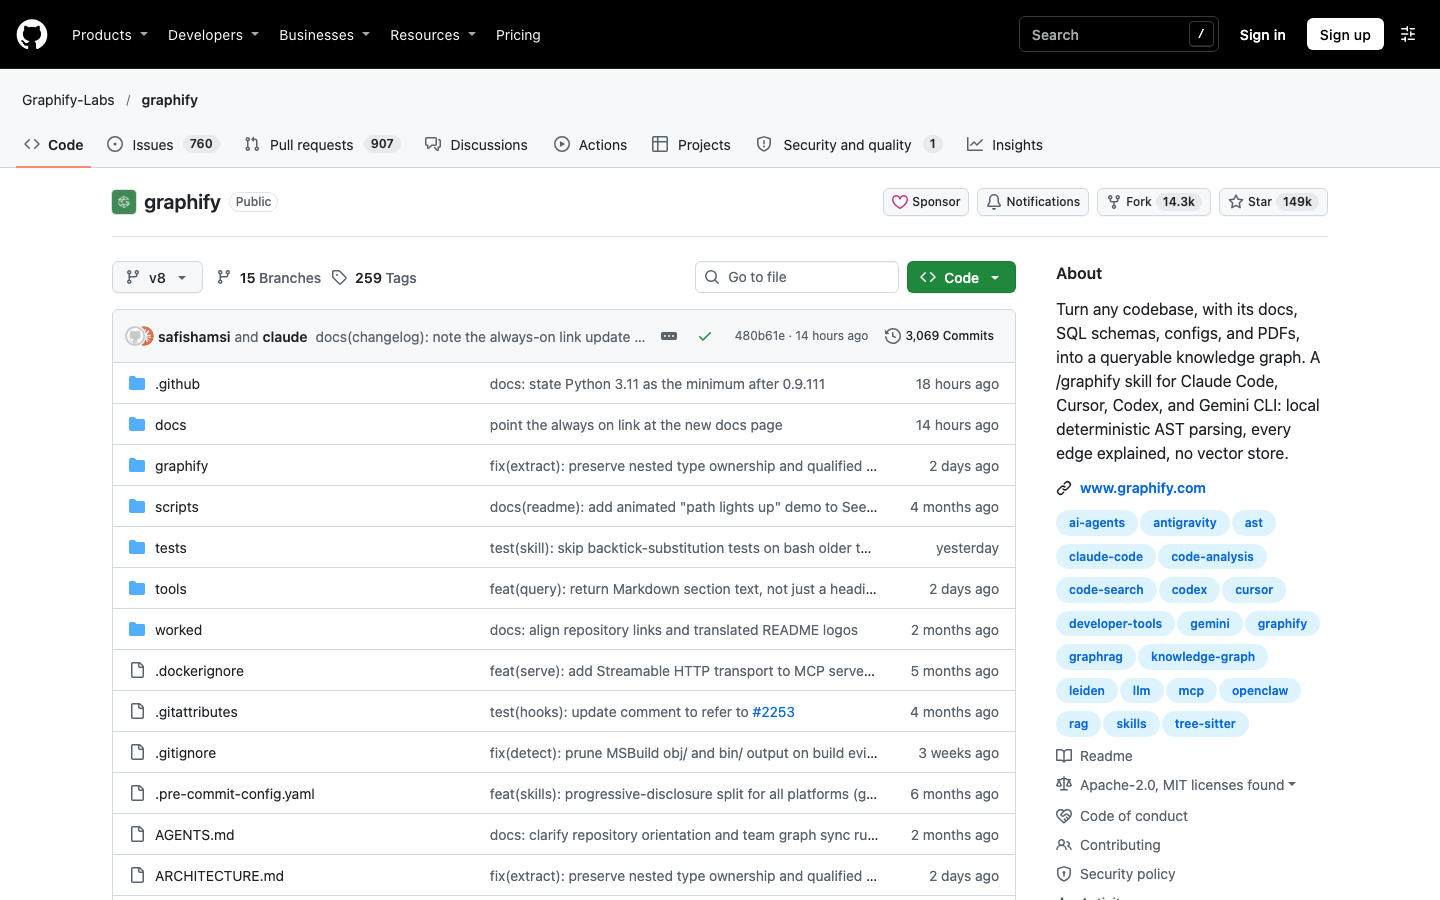 Products Developers Businesses Resources Pricing Search / Sign in Sign up
Graphify-Labs / graphify
Code Issues 760 Pull requests 907 Discussions Actions Projects Security and quality 1 Insights
graphify Public Sponsor Notifications Fork 14.3k Star 149k
v8 15 Branches 259 Tags Go to file Code
safishamsi and claude docs(changelog): note the always-on link update ... 480b61e · 14 hours ago 3,069 Commits
.github docs: state Python 3.11 as the minimum after 0.9.111 18 hours ago
docs point the always on link at the new docs page 14 hours ago
graphify fix(extract): preserve nested type ownership and qualified ... 2 days ago
scripts docs(readme): add animated "path lights up" demo to See... 4 months ago
tests test(skill): skip backtick-substitution tests on bash older t... yesterday
tools feat(query): return Markdown section text, not just a headi... 2 days ago
worked docs: align repository links and translated README logos 2 months ago
.dockerignore feat(serve): add Streamable HTTP transport to MCP serve... 5 months ago
.gitattributes test(hooks): update comment to refer to #2253 4 months ago
.gitignore fix(detect): prune MSBuild obj/ and bin/ output on build evi... 3 weeks ago
.pre-commit-config.yaml feat(skills): progressive-disclosure split for all platforms (g... 6 months ago
AGENTS.md docs: clarify repository orientation and team graph sync ru... 2 months ago
ARCHITECTURE.md fix(extract): preserve nested type ownership and qualified ... 2 days ago
About
Turn any codebase, with its docs,
SQL schemas, configs, and PDFs,
into a queryable knowledge graph. A
/graphify skill for Claude Code,
Cursor, Codex, and Gemini CLI: local
deterministic AST parsing, every
edge explained, no vector store.
www.graphify.com
ai-agents antigravity ast
claude-code code-analysis
code-search codex cursor
developer-tools gemini graphify
graphrag knowledge-graph
leiden llm mcp openclaw
rag skills tree-sitter
Readme
Apache-2.0, MIT licenses found
Code of conduct
Contributing
Security policy